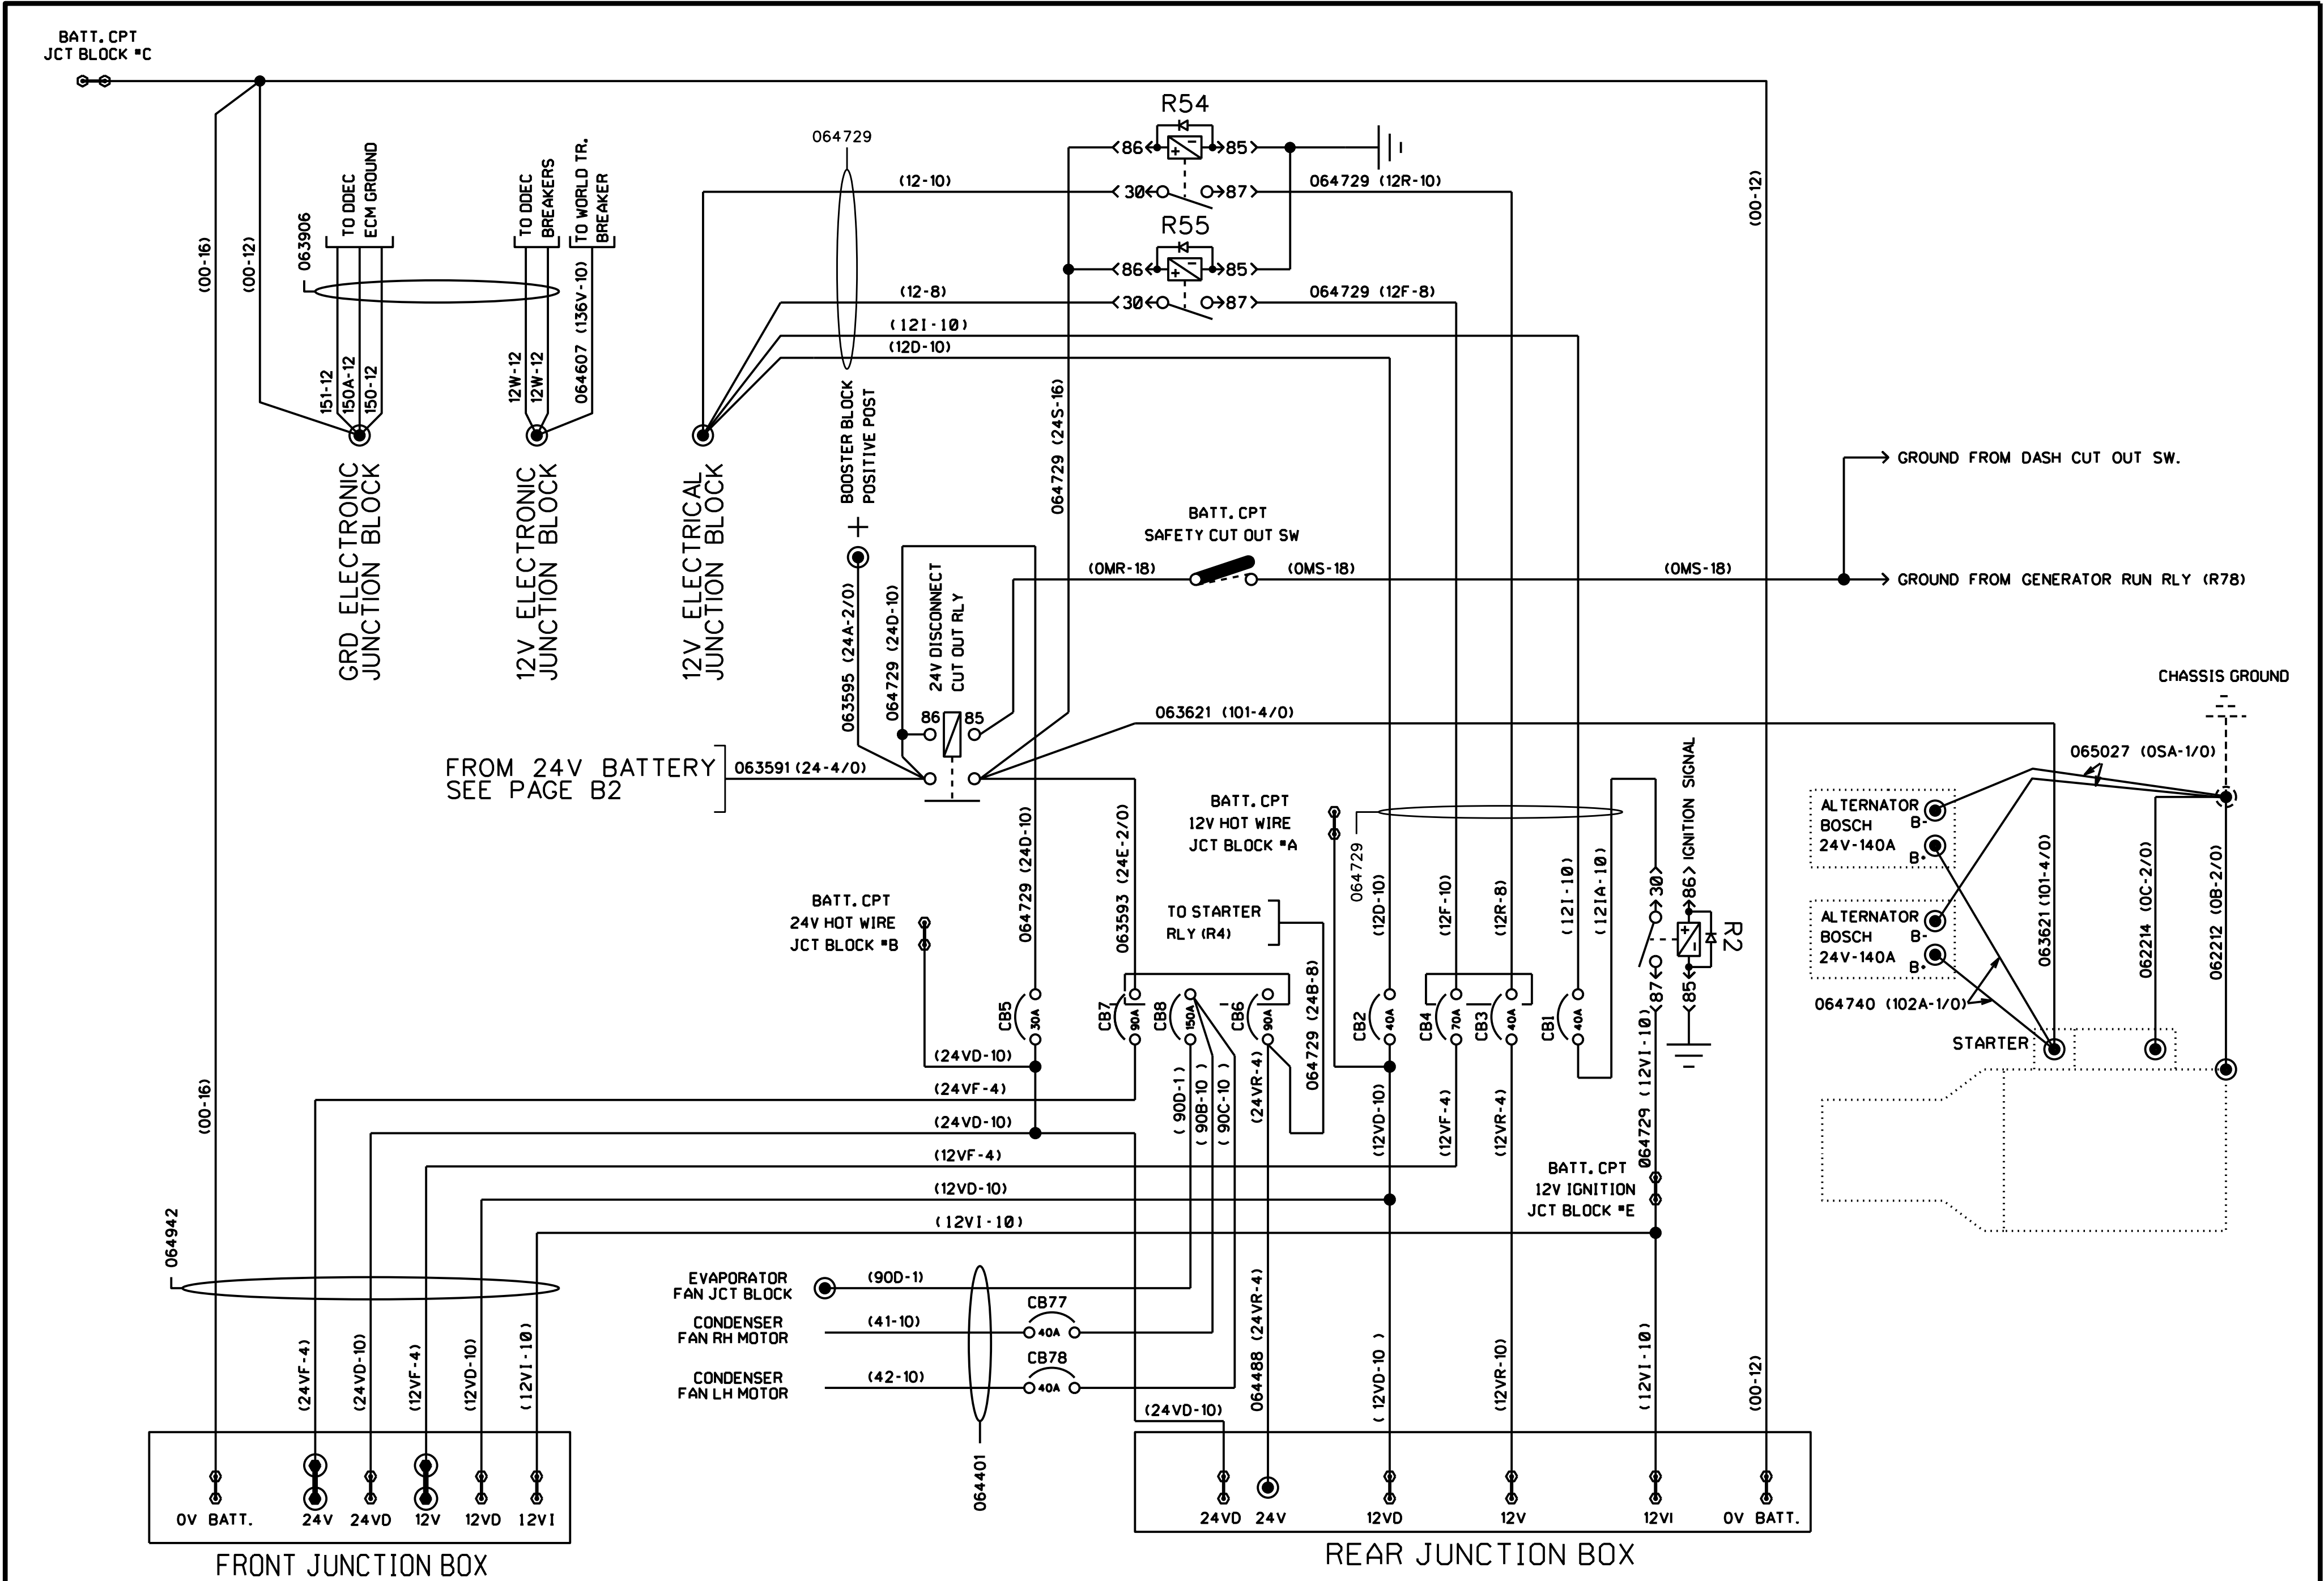 BATT. CPT
JCT BLOCK "C
R54
064729
86
85
(12-10)
30
87
064729 (12R-10)
R55
86
85
(12-8)
30
87
064729 (12F-8)
(12I-10)
(12D-10)
(00-16)
(00-12)
063906
TO DDEC
ECM GROUND
TO DDEC
BREAKERS
TO WORLD TR.
BREAKER
064607 (136V-10)
(00-12)
151-12
150A-12
150-12
12W-12
12W-12
BOOSTER BLOCK
POSITIVE POST
064729 (24S-16)
GRD ELECTRONIC
JUNCTION BLOCK
12V ELECTRONIC
JUNCTION BLOCK
12V ELECTRICAL
JUNCTION BLOCK
GROUND FROM DASH CUT OUT SW.
BATT. CPT
SAFETY CUT OUT SW
(0MR-18)
(0MS-18)
(0MS-18)
GROUND FROM GENERATOR RUN RLY (R78)
063595 (24A-2/0)
064729 (24D-10)
24V DISCONNECT
CUT OUT RLY
86
85
063621 (101-4/0)
CHASSIS GROUND
FROM 24V BATTERY
SEE PAGE B2
063591 (24-4/0)
065027 (0SA-1/0)
BATT. CPT
12V HOT WIRE
JCT BLOCK "A
064729
IGNITION SIGNAL
30
86
R2
87
85
ALTERNATOR
BOSCH
24V-140A
B-
B+
ALTERNATOR
BOSCH
24V-140A
B-
B+
063621 (101-4/0)
062214 (0C-2/0)
062212 (0B-2/0)
064740 (102A-1/0)
STARTER
BATT. CPT
24V HOT WIRE
JCT BLOCK "B
064729 (24D-10)
063593 (24E-2/0)
TO STARTER
RLY (R4)
064729 (24B-8)
(12D-10)
(12F-10)
(12R-8)
(12I-10)
(12IA-10)
CB5
30A
CB7
90A
CB8
150A
CB6
90A
CB2
40A
CB4
70A
CB3
40A
CB1
40A
(24VD-10)
(24VF-4)
(24VD-10)
(12VF-4)
(12VD-10)
(12VI-10)
(00-16)
( 90D-1 )
( 90B-10 )
( 90C-10 )
(24VR-4)
(12VD-10)
(12VF-4)
(12VR-4)
064729 (12VI-10)
BATT. CPT
12V IGNITION
JCT BLOCK "E
064942
EVAPORATOR
FAN JCT BLOCK
(90D-1)
CONDENSER
FAN RH MOTOR
(41-10)
CB77
40A
CONDENSER
FAN LH MOTOR
(42-10)
CB78
40A
064401
064488 (24VR-4)
(24VF-4)
(24VD-10)
(12VF-4)
(12VD-10)
(12VI-10)
(24VD-10)
( 12VD-10 )
(12VR-10)
(12VI-10)
(00-12)
0V BATT.
24V
24VD
12V
12VD
12VI
FRONT JUNCTION BOX
24VD
24V
12VD
12V
12VI
0V BATT.
REAR JUNCTION BOX